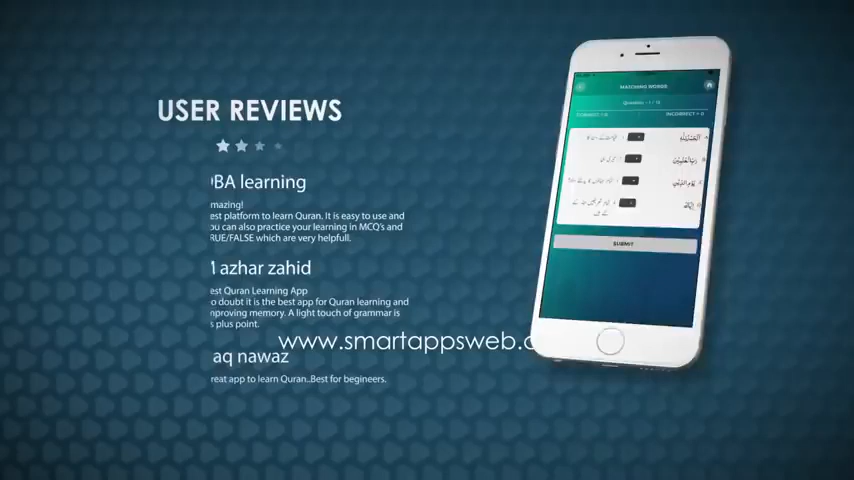 USER REVIEWS
BA learning
mazing!
est platform to learn Quran. It is easy to use and
ou can also practice your learning in MCQ's and
RUE/FALSE which are very helpfull.
azhar zahid
est Quran Learning App
o doubt it is the best app for Quran learning and
nproving memory. A light touch of grammar is
s plus point.
www.smartappsweb.c
aq nawaz
reat app to learn Quran..Best for begineers.
MATCHING WORDS
INCORRECT = 0
SUBMIT